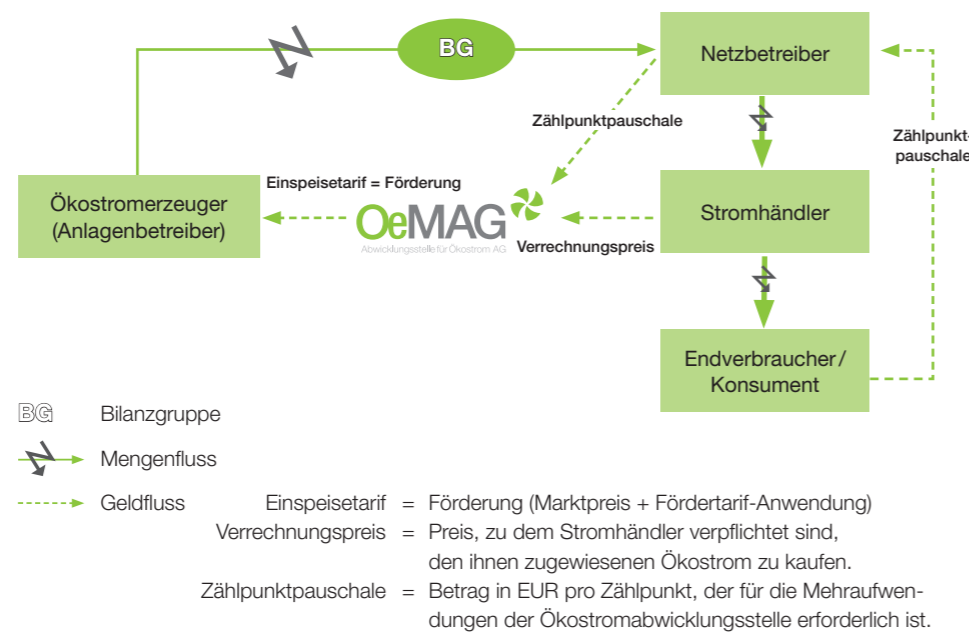 BG
Netzbetreiber
Zählpunktpauschale
Zählpunkt-
pauschale
Ökostromerzeuger
(Anlagenbetreiber)
Einspeisetarif = Förderung
OeMAG
Abwicklungsstelle für Ökostrom AG
Verrechnungspreis
Stromhändler
Endverbraucher /
Konsument
BG Bilanzgruppe
Mengenfluss
Geldfluss Einspeisetarif = Förderung (Marktpreis + Fördertarif-Anwendung)
Verrechnungspreis = Preis, zu dem Stromhändler verpflichtet sind,
den ihnen zugewiesenen Ökostrom zu kaufen.
Zählpunktpauschale = Betrag in EUR pro Zählpunkt, der für die Mehraufwen-
dungen der Ökostromabwicklungsstelle erforderlich ist.